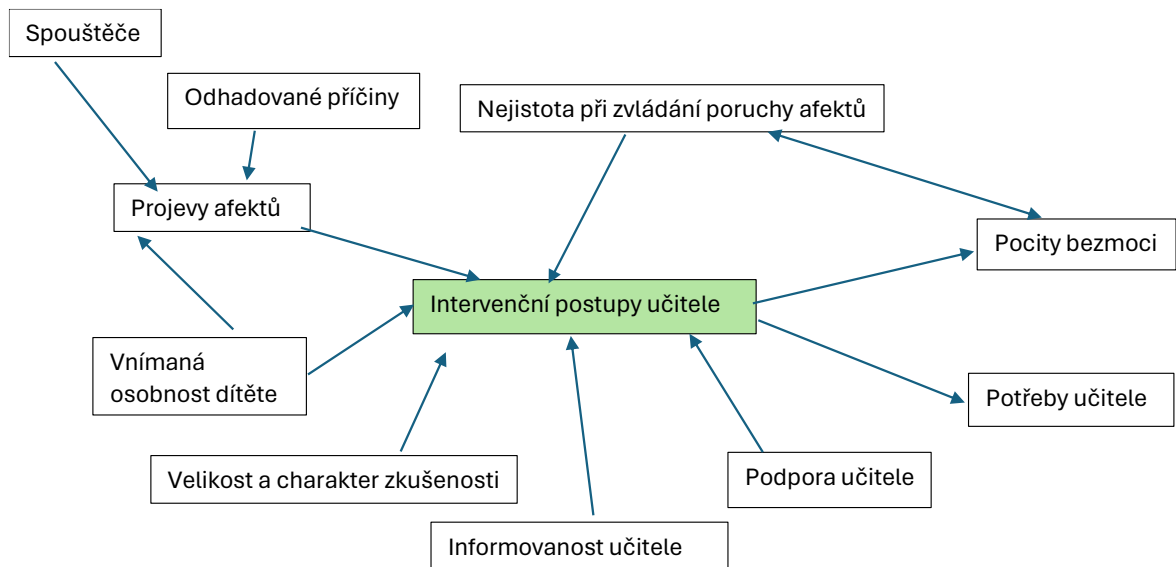 Spouštěče
Odhadované příčiny
Nejistota při zvládání poruchy afektů
Projevy afektů
Pocity bezmoci
Intervenční postupy učitele
Vnímaná
osobnost dítěte
Potřeby učitele
Velikost a charakter zkušenosti
Podpora učitele
Informovanost učitele